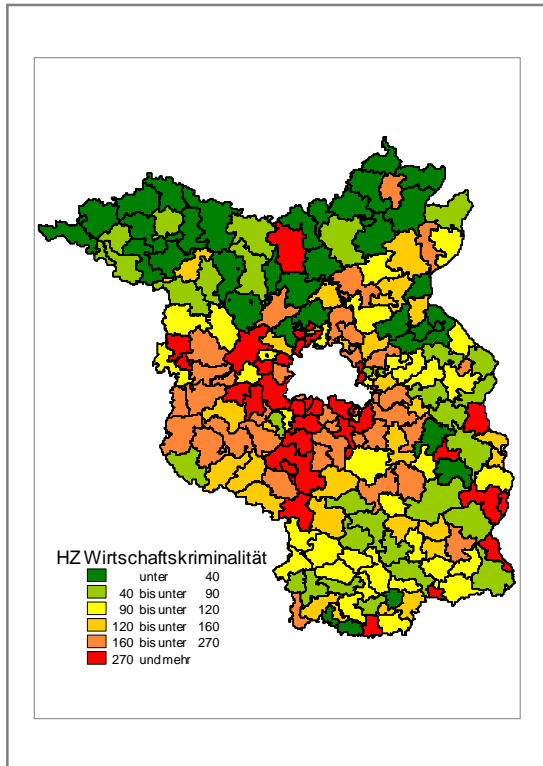 HZ Wirtschaftskriminalität
unter 40
40 bis unter 90
90 bis unter 120
120 bis unter 160
160 bis unter 270
270 und mehr